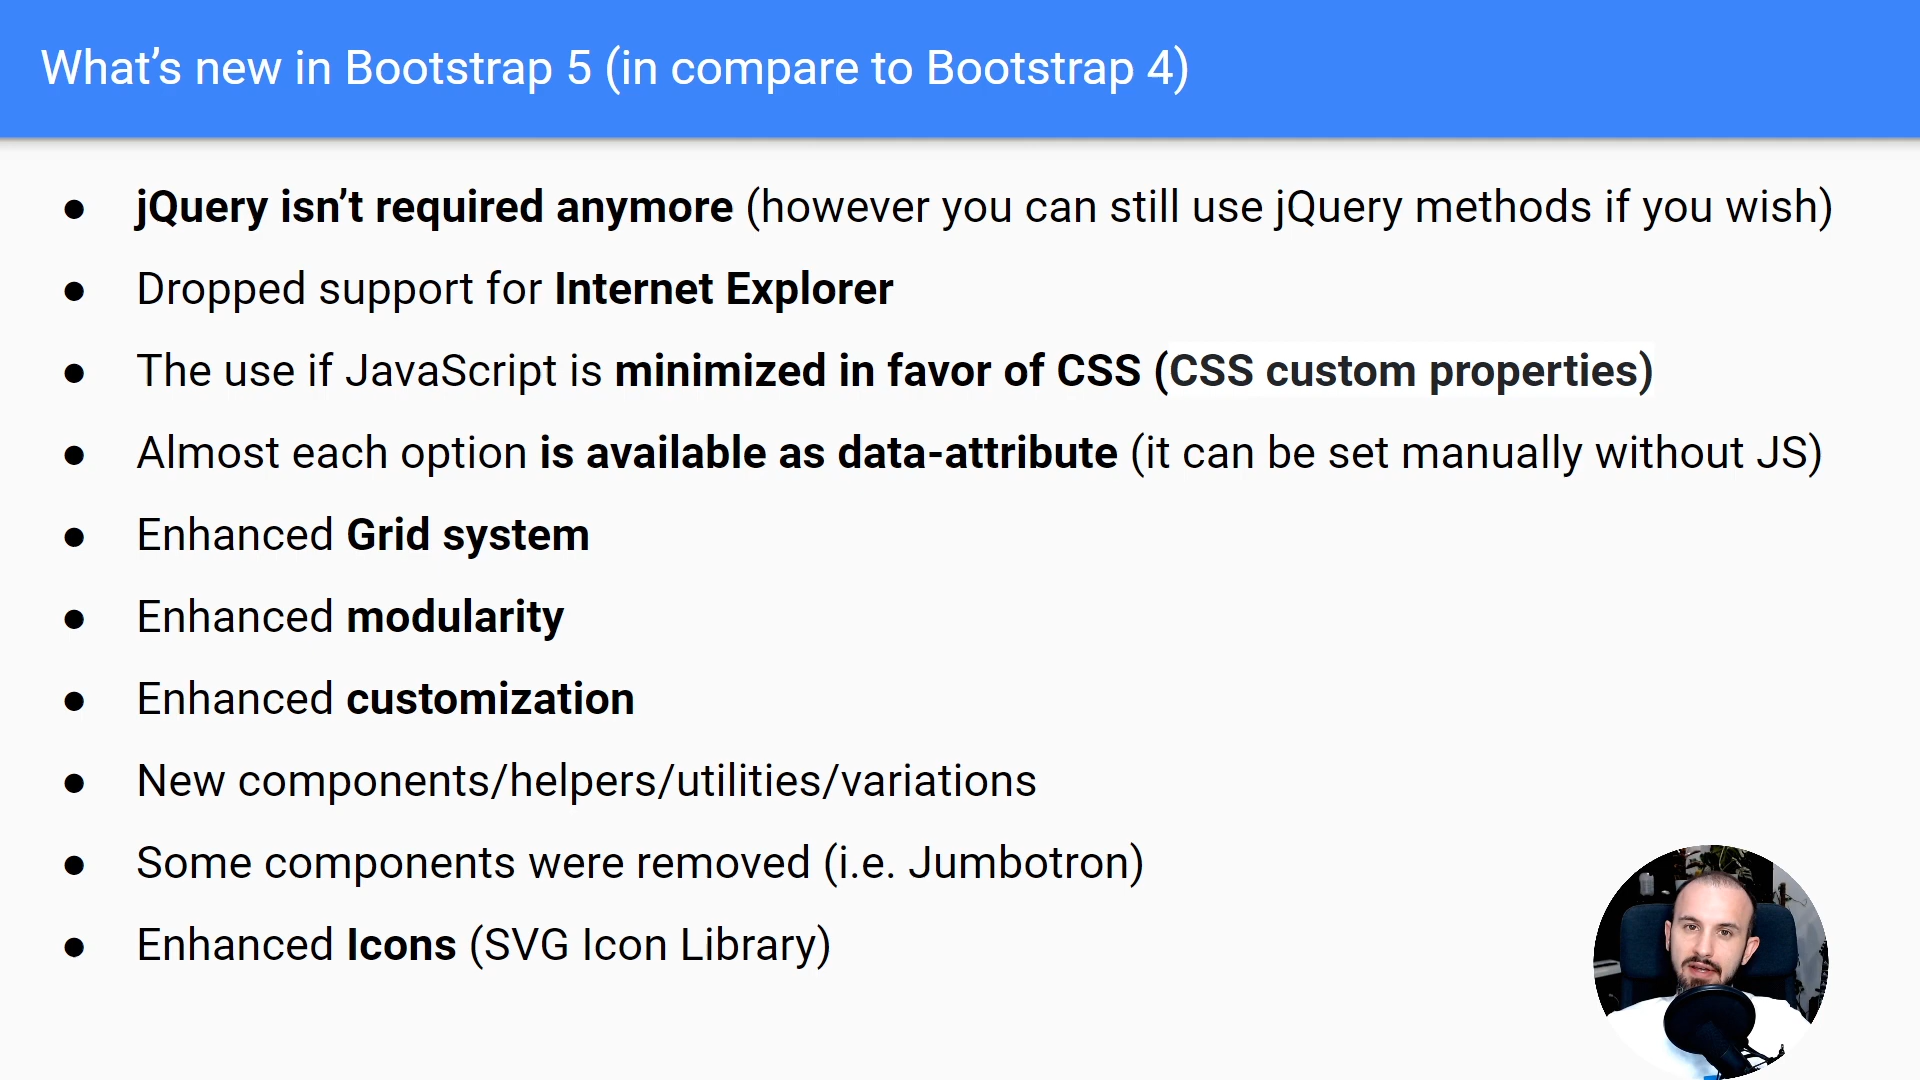 What’s new in Bootstrap 5 (in compare to Bootstrap 4)
● jQuery isn’t required anymore (however you can still use jQuery methods if you wish)
● Dropped support for Internet Explorer
● The use if JavaScript is minimized in favor of CSS (CSS custom properties)
● Almost each option is available as data-attribute (it can be set manually without JS)
● Enhanced Grid system
● Enhanced modularity
● Enhanced customization
● New components/helpers/utilities/variations
● Some components were removed (i.e. Jumbotron)
● Enhanced Icons (SVG Icon Library)